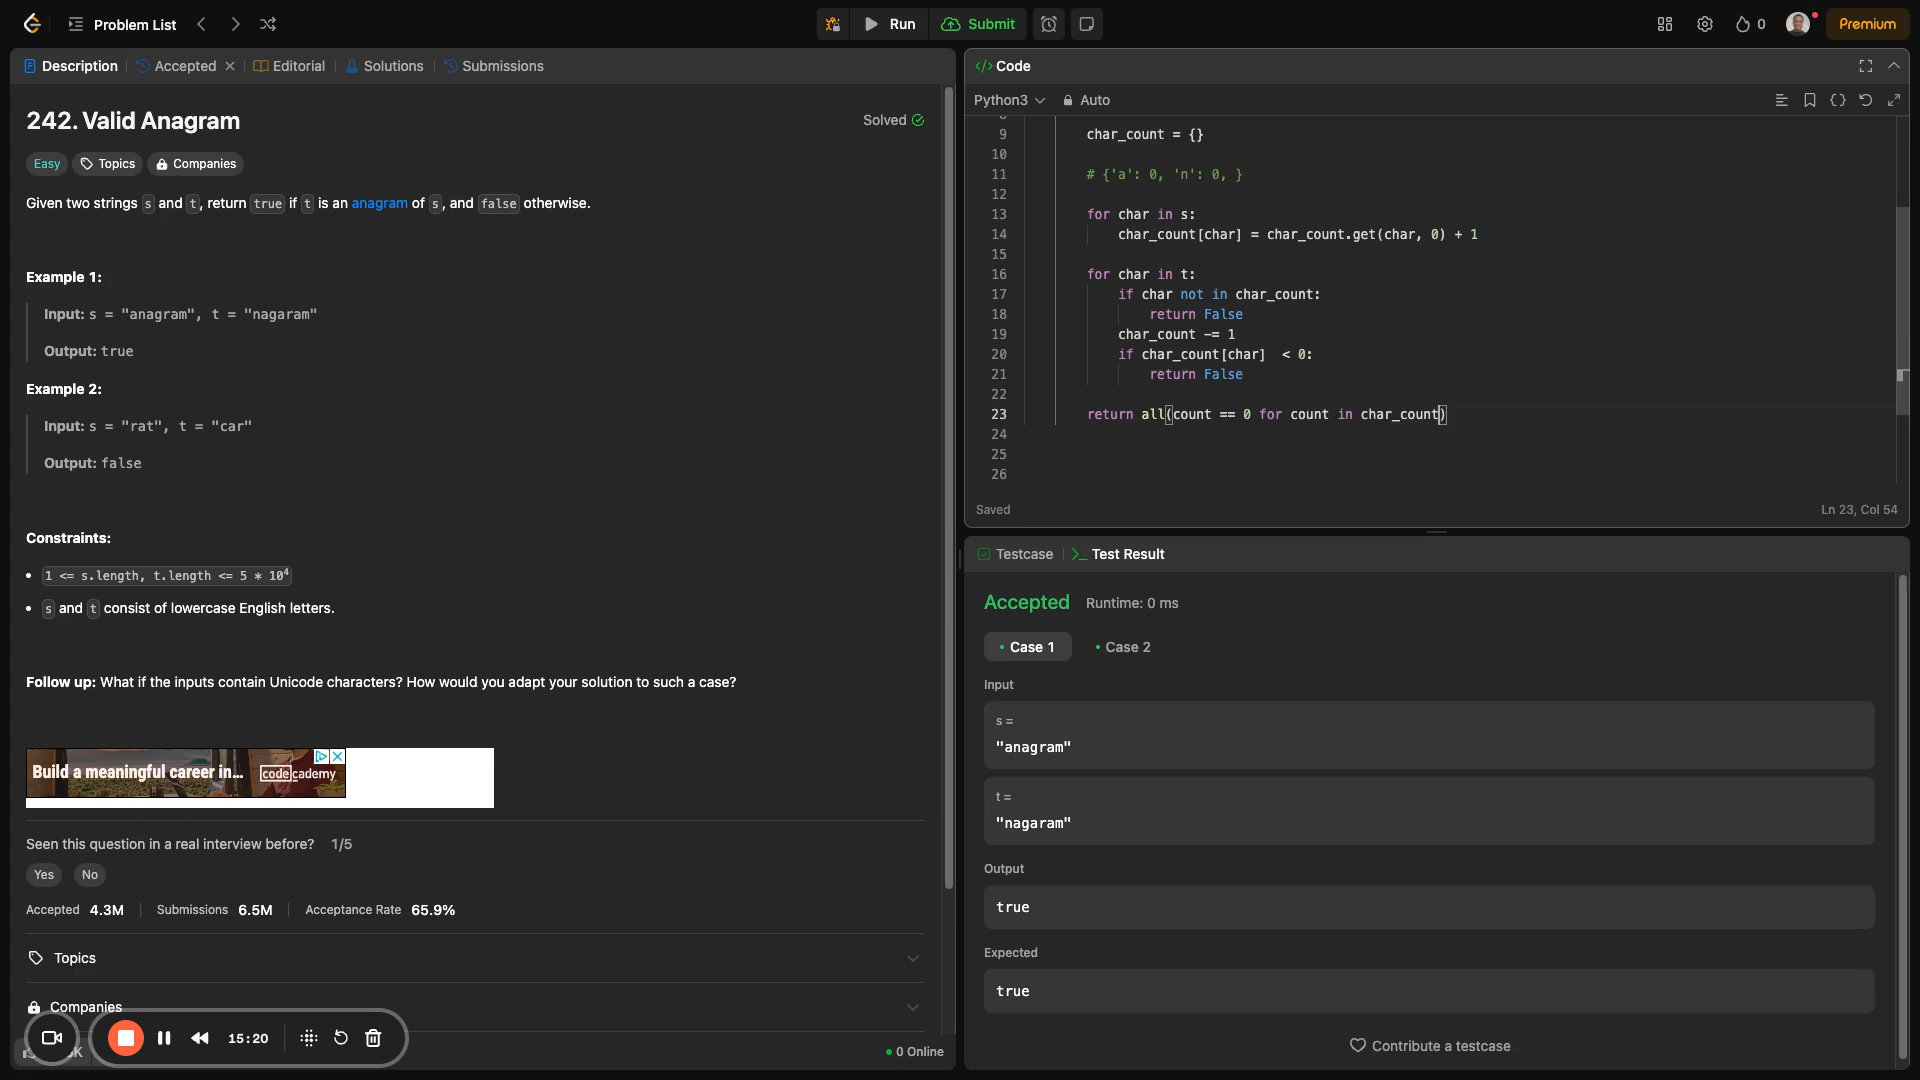 Problem List
Run
Submit
0
Premium
Description
Accepted
Editorial
Solutions
Submissions
242. Valid Anagram
Solved
Easy
Topics
Companies
Given two strings s and t, return true if t is an anagram of s, and false otherwise.
Example 1:
Input: s = "anagram", t = "nagaram"
Output: true
Example 2:
Input: s = "rat", t = "car"
Output: false
Constraints:
• 1 <= s.length, t.length <= 5 * 10⁴
• s and t consist of lowercase English letters.
Follow up: What if the inputs contain Unicode characters? How would you adapt your solution to such a case?
Build a meaningful career in...
codecademy
Seen this question in a real interview before? 1/5
Yes
No
Accepted 4.3M
Submissions 6.5M
Acceptance Rate 65.9%
Topics
Companies
15:20
0 Online
</> Code
Python3
Auto
9 char_count = {}
10
11 # {'a': 0, 'n': 0, }
12
13 for char in s:
14 char_count[char] = char_count.get(char, 0) + 1
15
16 for char in t:
17 if char not in char_count:
18 return False
19 char_count -= 1
20 if char_count[char]  < 0:
21 return False
22
23 return all(count == 0 for count in char_count)
24
25
26
Saved
Ln 23, Col 54
Testcase
Test Result
Accepted
Runtime: 0 ms
Case 1
Case 2
Input
s =
"anagram"
t =
"nagaram"
Output
true
Expected
true
Contribute a testcase